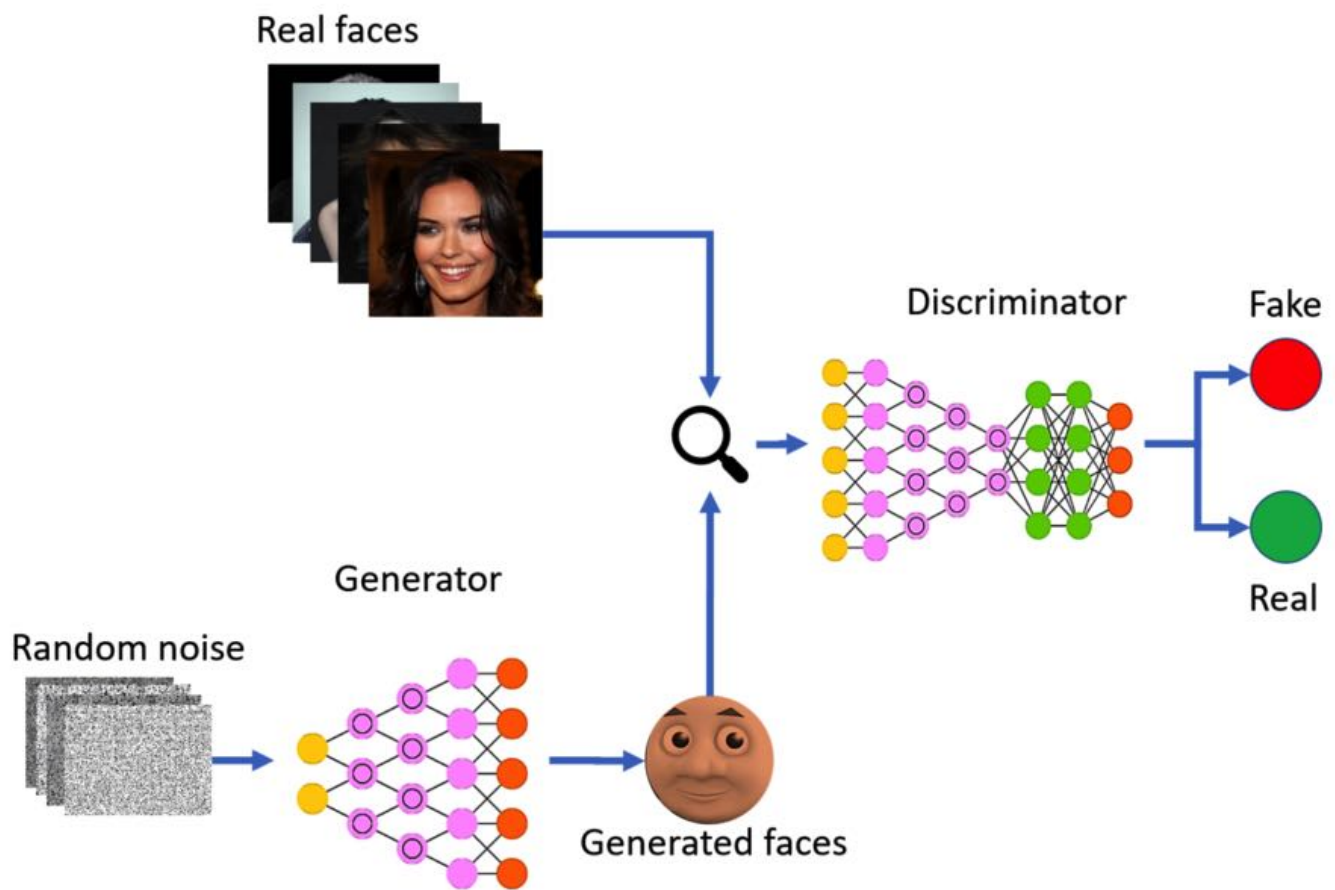 Real faces
Discriminator
Fake
Generator
Real
Random noise
Generated faces